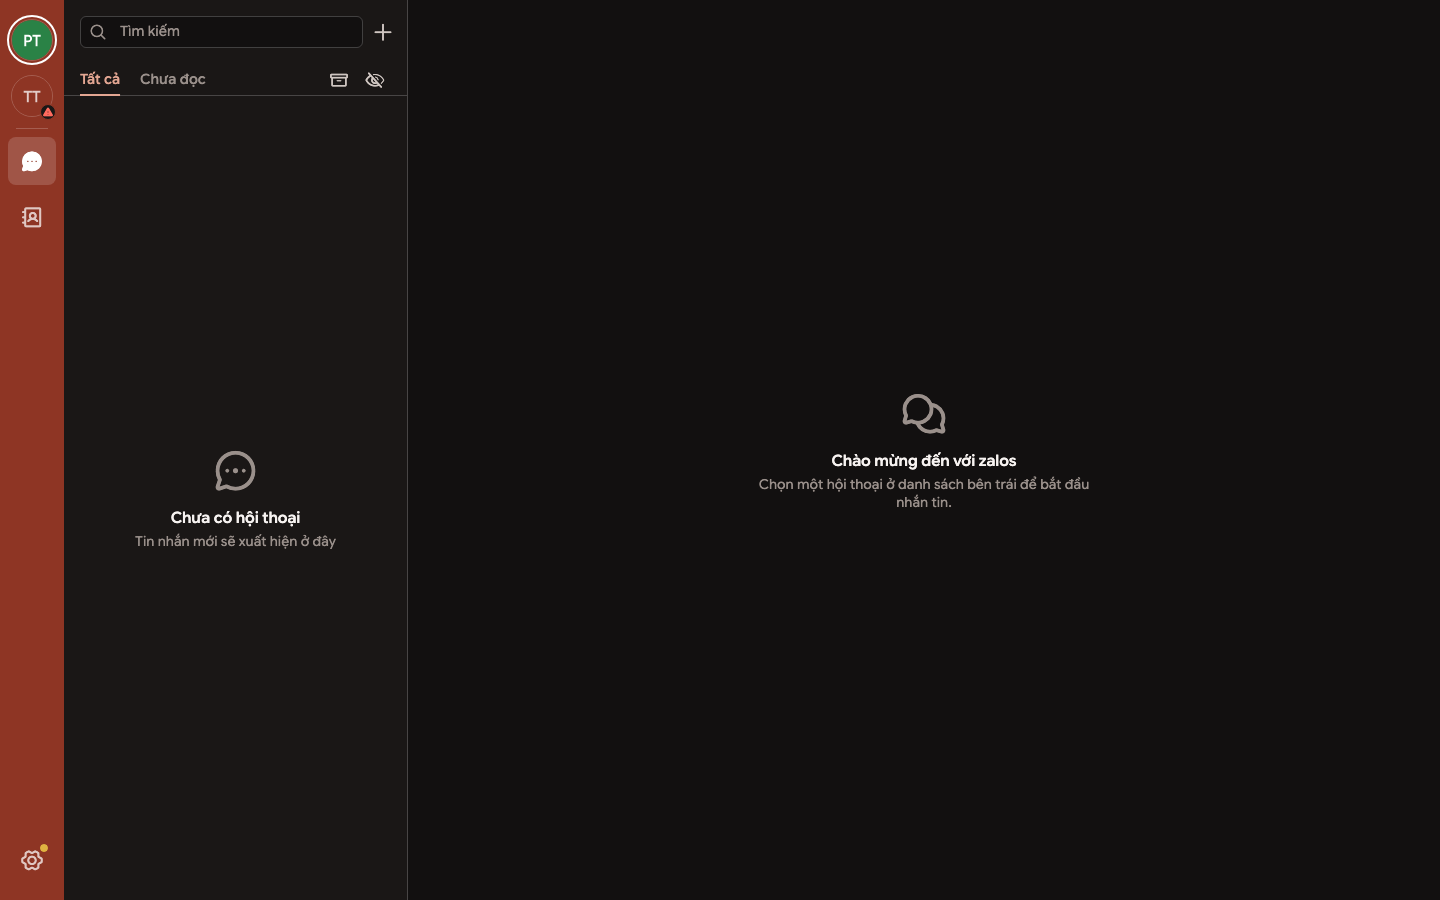 PT
Tìm kiếm
TT
Tất cả
Chưa đọc
Chào mừng đến với zalos
Chọn một hội thoại ở danh sách bên trái để bắt đầu
nhắn tin.
Chưa có hội thoại
Tin nhắn mới sẽ xuất hiện ở đây